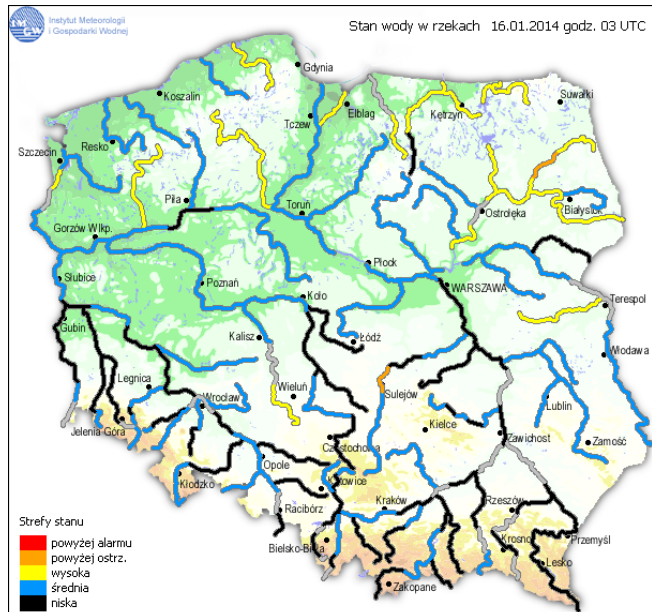 Instytut Meteorologii
i Gospodarki Wodnej
Stan wody w rzekach 16.01.2014 godz. 03 UTC
Gdynia
Koszalin
Suwałki
Elbląg
Kętrzyn
Tczew
Resko
Szczecin
Piła
Toruń
Ostrołęka
Białystok
Gorzów Wlkp.
Płock
Słubice
Poznań
WARSZAWA
Koło
Terespol
Gubin
Kalisz
Łódź
Włodawa
Legnica
Wieluń
Sulejów
Wrocław
Lublin
Jelenia Góra
Kielce
Zawichost
Zamość
Częstochowa
Opole
Kłodzko
Katowice
Racibórz
Kraków
Rzeszów
Przemyśl
Bielsko-Biała
Krosno
Lesko
Zakopane
Strefy stanu
powyżej alarmu
powyżej ostrz.
wysoka
średnia
niska